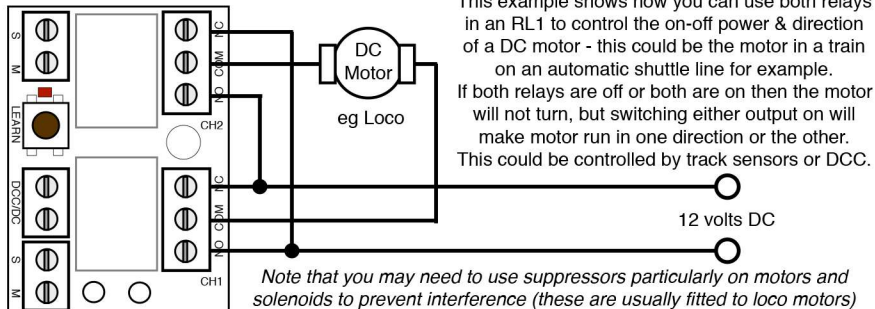 This example shows how you can use both relays
in an RL1 to control the on-off power & direction
of a DC motor - this could be the motor in a train
on an automatic shuttle line for example.
If both relays are off or both are on then the motor
will not turn, but switching either output on will
make motor run in one direction or the other.
This could be controlled by track sensors or DCC.
S
M
LEARN
DCC/DC
S
M
NC
COM
NO
CH2
NC
COM
NO
CH1
DC
Motor
eg Loco
12 volts DC
Note that you may need to use suppressors particularly on motors and
solenoids to prevent interference (these are usually fitted to loco motors)